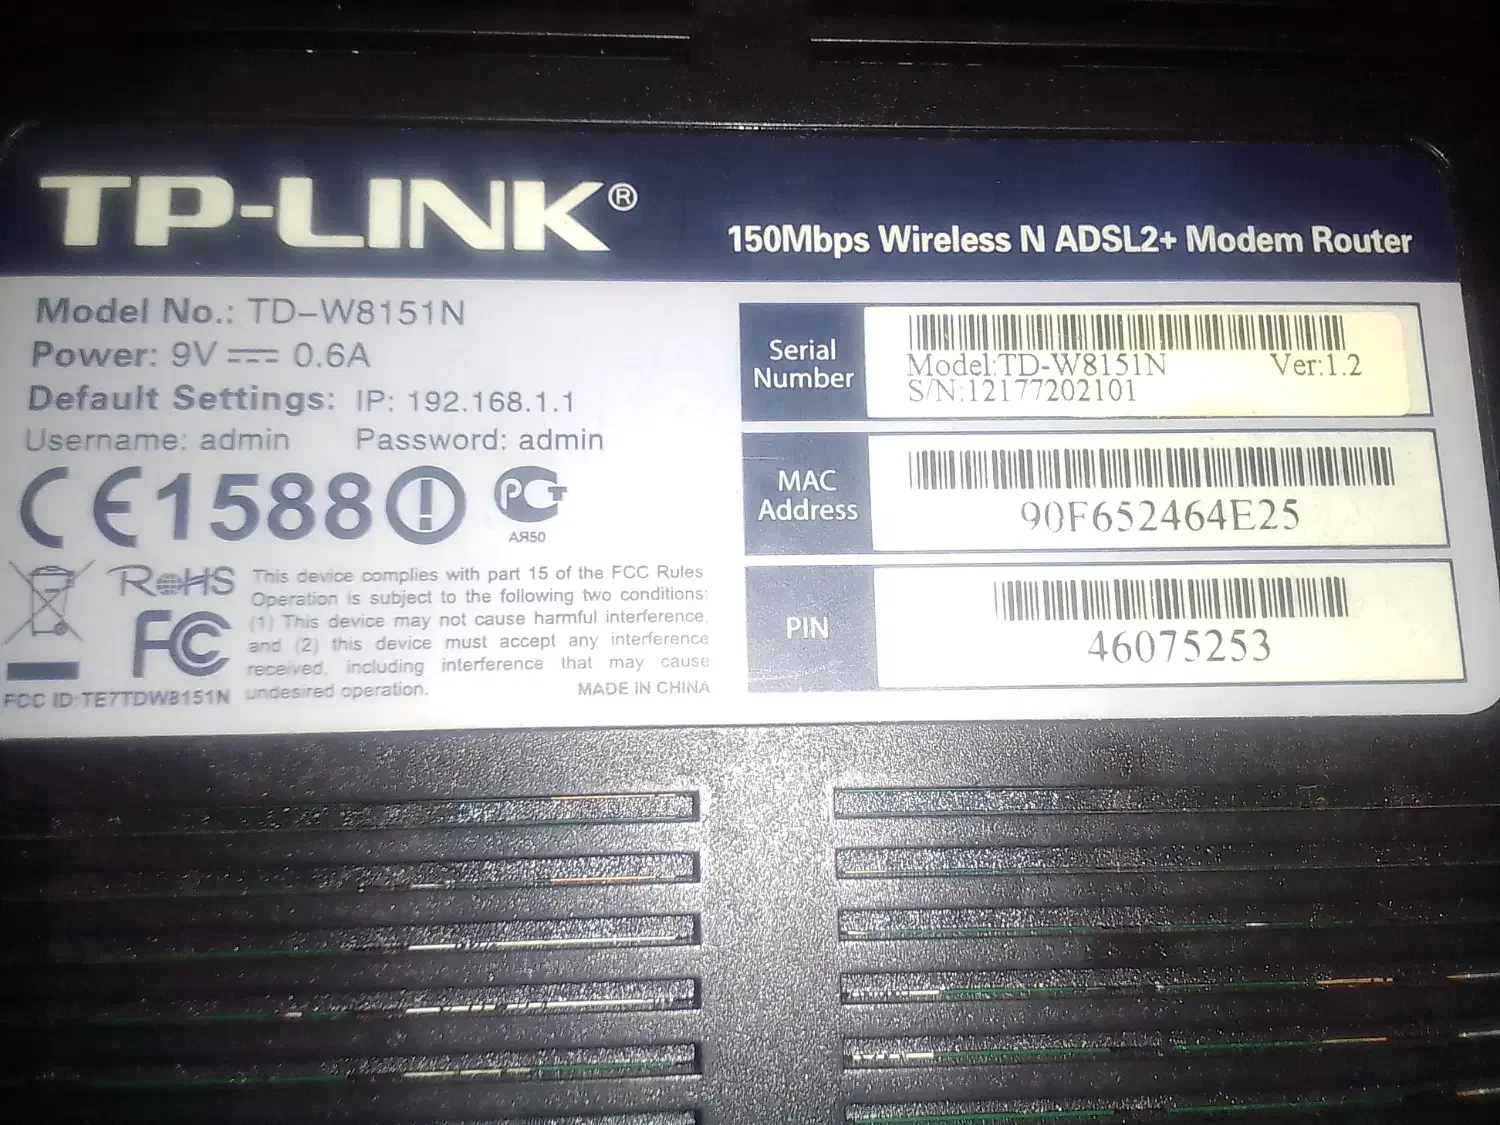 TP-LINK®
150Mbps Wireless N ADSL2+ Modem Router
Model No.: TD-W8151N
Power: 9V ⎓ 0.6A
Default Settings: IP: 192.168.1.1
Username: admin Password: admin
CE1588
РСТ
АЯ50
RoHS
FC
FCC ID:TE7TDW8151N
This device complies with part 15 of the FCC Rules.
Operation is subject to the following two conditions:
(1) This device may not cause harmful interference,
and (2) this device must accept any interference
received, including interference that may cause
undesired operation.
MADE IN CHINA
Serial
Number
Model:TD-W8151N Ver:1.2
S/N:12177202101
MAC
Address
90F652464E25
PIN
46075253